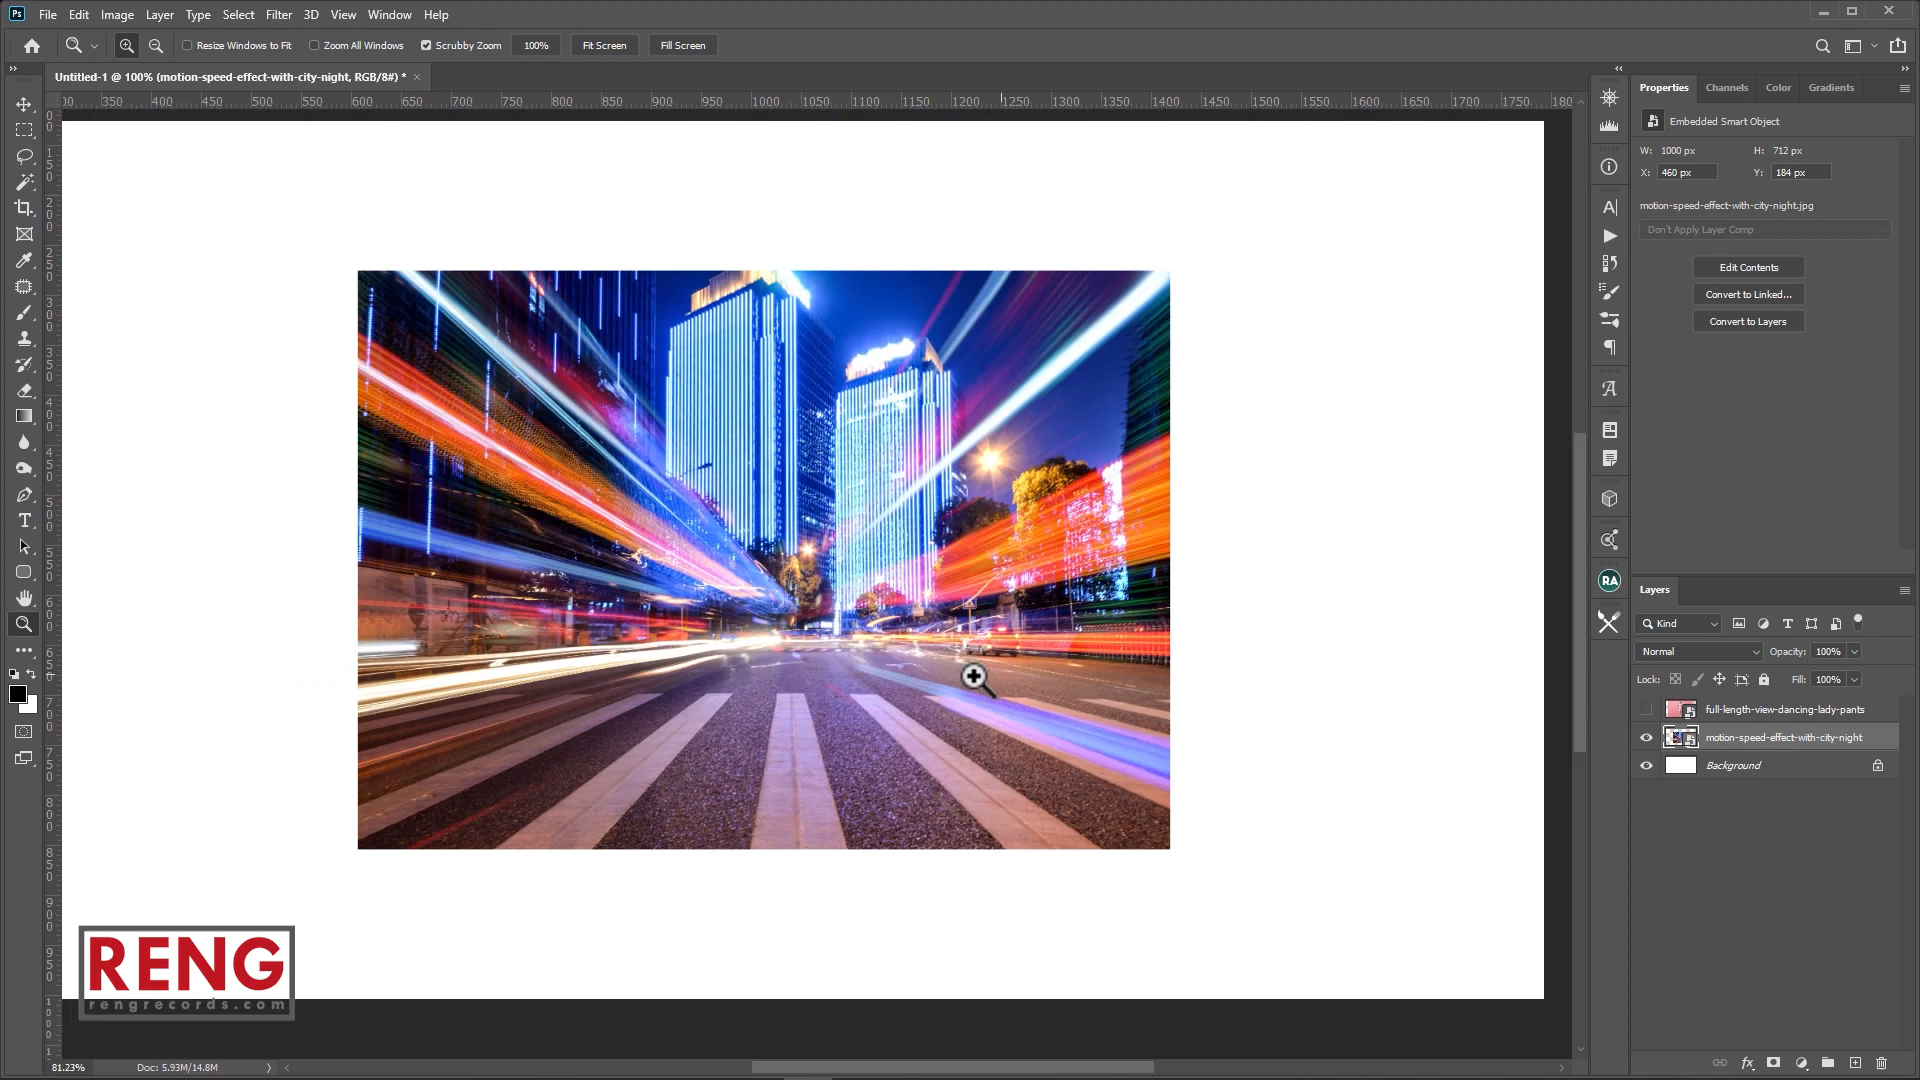 Ps File Edit Image Layer Type Select Filter 3D View Window Help
Resize Windows to Fit Zoom All Windows Scrubby Zoom 100% Fit Screen Fill Screen
Untitled-1 @ 100% (motion-speed-effect-with-city-night, RGB/8#) *
350 400 450 500 550 600 650 700 750 800 850 900 950 1000 1050 1100 1150 1200 1250 1300 1350 1400 1450 1500 1550 1600 1650 1700 1750
Properties Channels Color Gradients
Embedded Smart Object
W: 1000 px H: 712 px
X: 460 px Y: 184 px
motion-speed-effect-with-city-night.jpg
Don't Apply Layer Comp
Edit Contents
Convert to Linked...
Convert to Layers
RA
Layers
Kind
Normal Opacity: 100%
Lock: Fill: 100%
full-length-view-dancing-lady-pants
motion-speed-effect-with-city-night
Background
RENG
rengrecords.com
81.23% Doc: 5.93M/14.8M